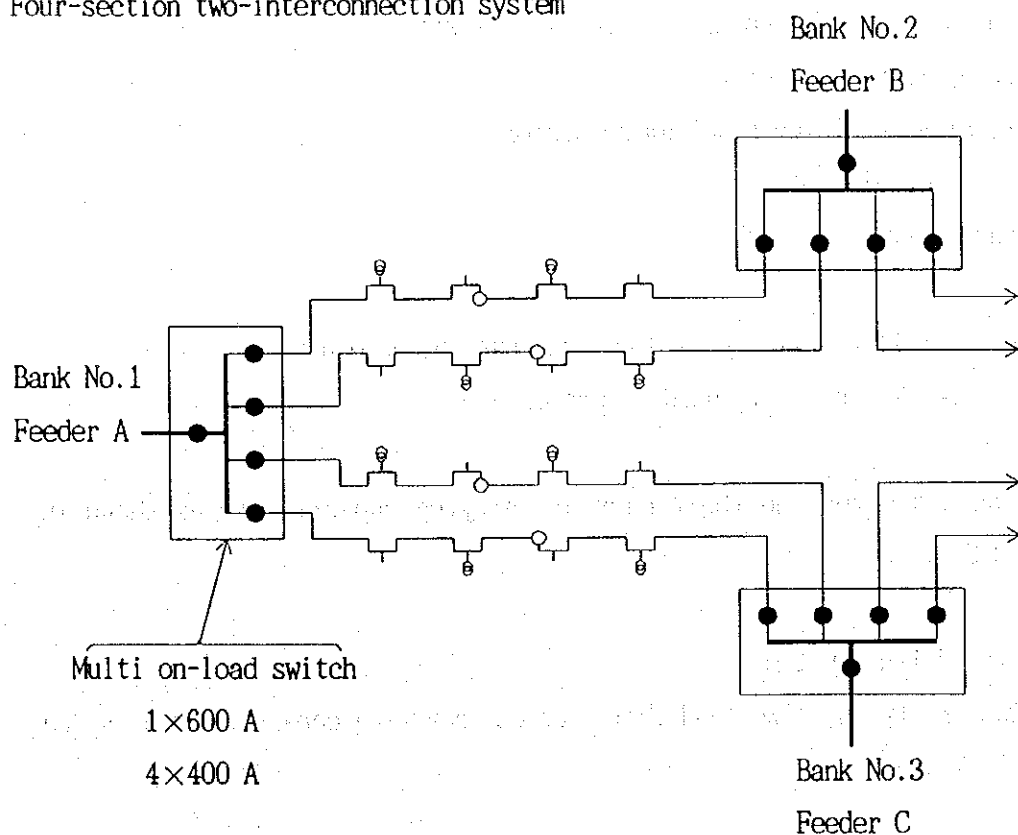 Four-section two-interconnection system
Bank No.2
Feeder B
Bank No.1
Feeder A
Multi on-load switch
1×600 A
4×400 A
Bank No.3
Feeder C